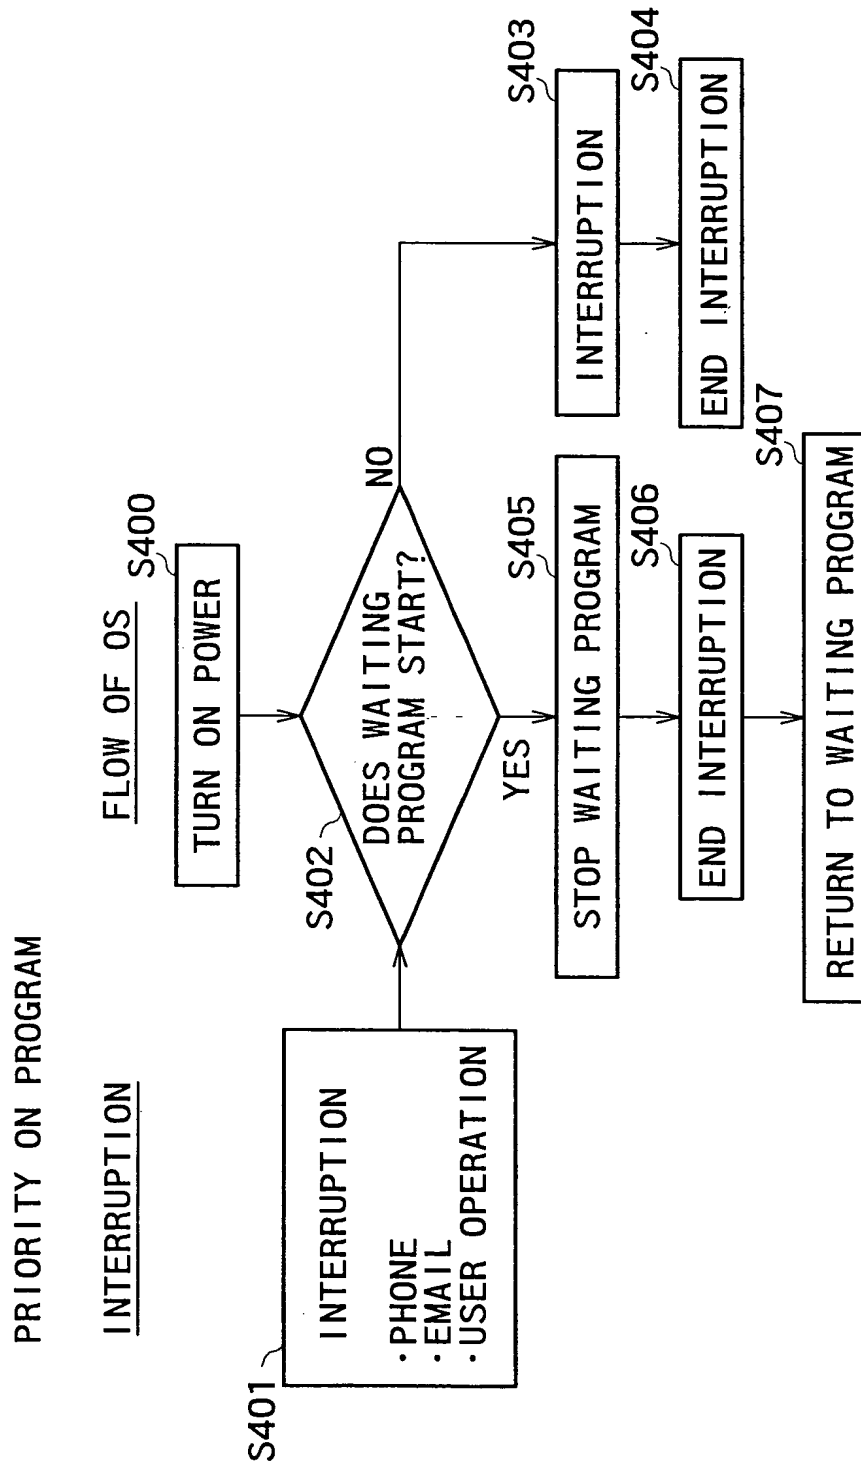 PRIORITY ON PROGRAM
INTERRUPTION
FLOW OF OS
S400
TURN ON POWER
S401
INTERRUPTION
・PHONE
・EMAIL
・USER OPERATION
S402
DOES WAITING
PROGRAM START?
NO
YES
S403
INTERRUPTION
S404
END INTERRUPTION
S405
STOP WAITING PROGRAM
S406
END INTERRUPTION
S407
RETURN TO WAITING PROGRAM